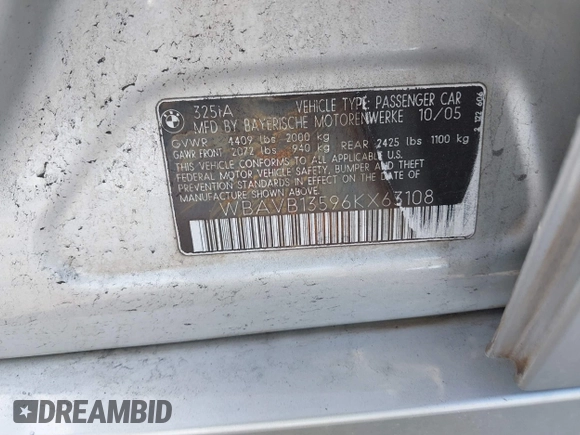 BMW
325iA VEHICLE TYPE: PASSENGER CAR
MFD BY BAYERISCHE MOTORENWERKE 10/05
GVWR 4409 lbs 2000 kg
GAWR FRONT 2072 lbs 940 kg REAR 2425 lbs 1100 kg
THIS VEHICLE CONFORMS TO ALL APPLICABLE U.S.
FEDERAL MOTOR VEHICLE SAFETY, BUMPER AND THEFT
PREVENTION STANDARDS IN EFFECT ON THE DATE OF
MANUFACTURE SHOWN ABOVE.
WBAVB13596KX63108
DREAMBID